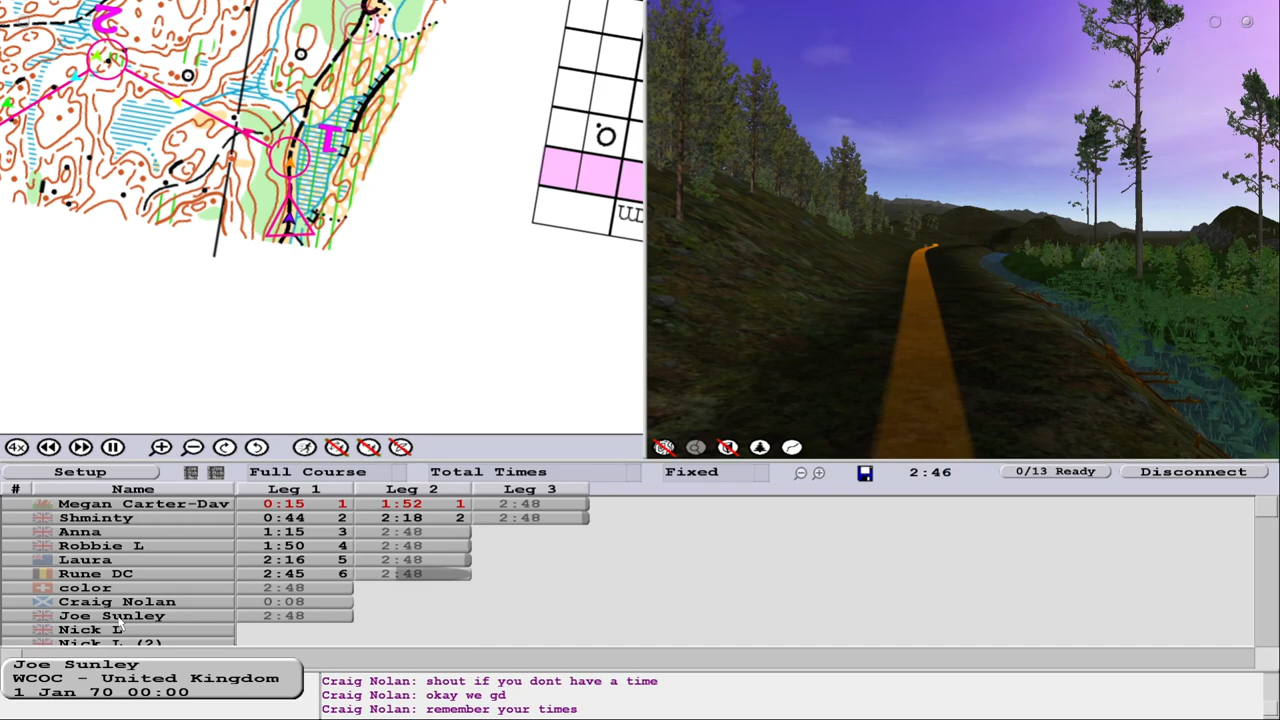 2
1
4x
Setup Full Course Total Times Fixed 2:46 0/13 Ready Disconnect
# Name Leg 1 Leg 2 Leg 3
Megan Carter-Dav 0:15 1 1:52 1 2:48
Shminty 0:44 2 2:18 2 2:48
Anna 1:15 3 2:48
Robbie L 1:50 4 2:48
Laura 2:16 5 2:48
Rune DC 2:45 6 2:48
color 2:48
Craig Nolan 0:08
Joe Sunley 2:48
Nick L
Nick L (2)
Joe Sunley
WCOC - United Kingdom
1 Jan 70 00:00
Craig Nolan: shout if you dont have a time
Craig Nolan: okay we gd
Craig Nolan: remember your times